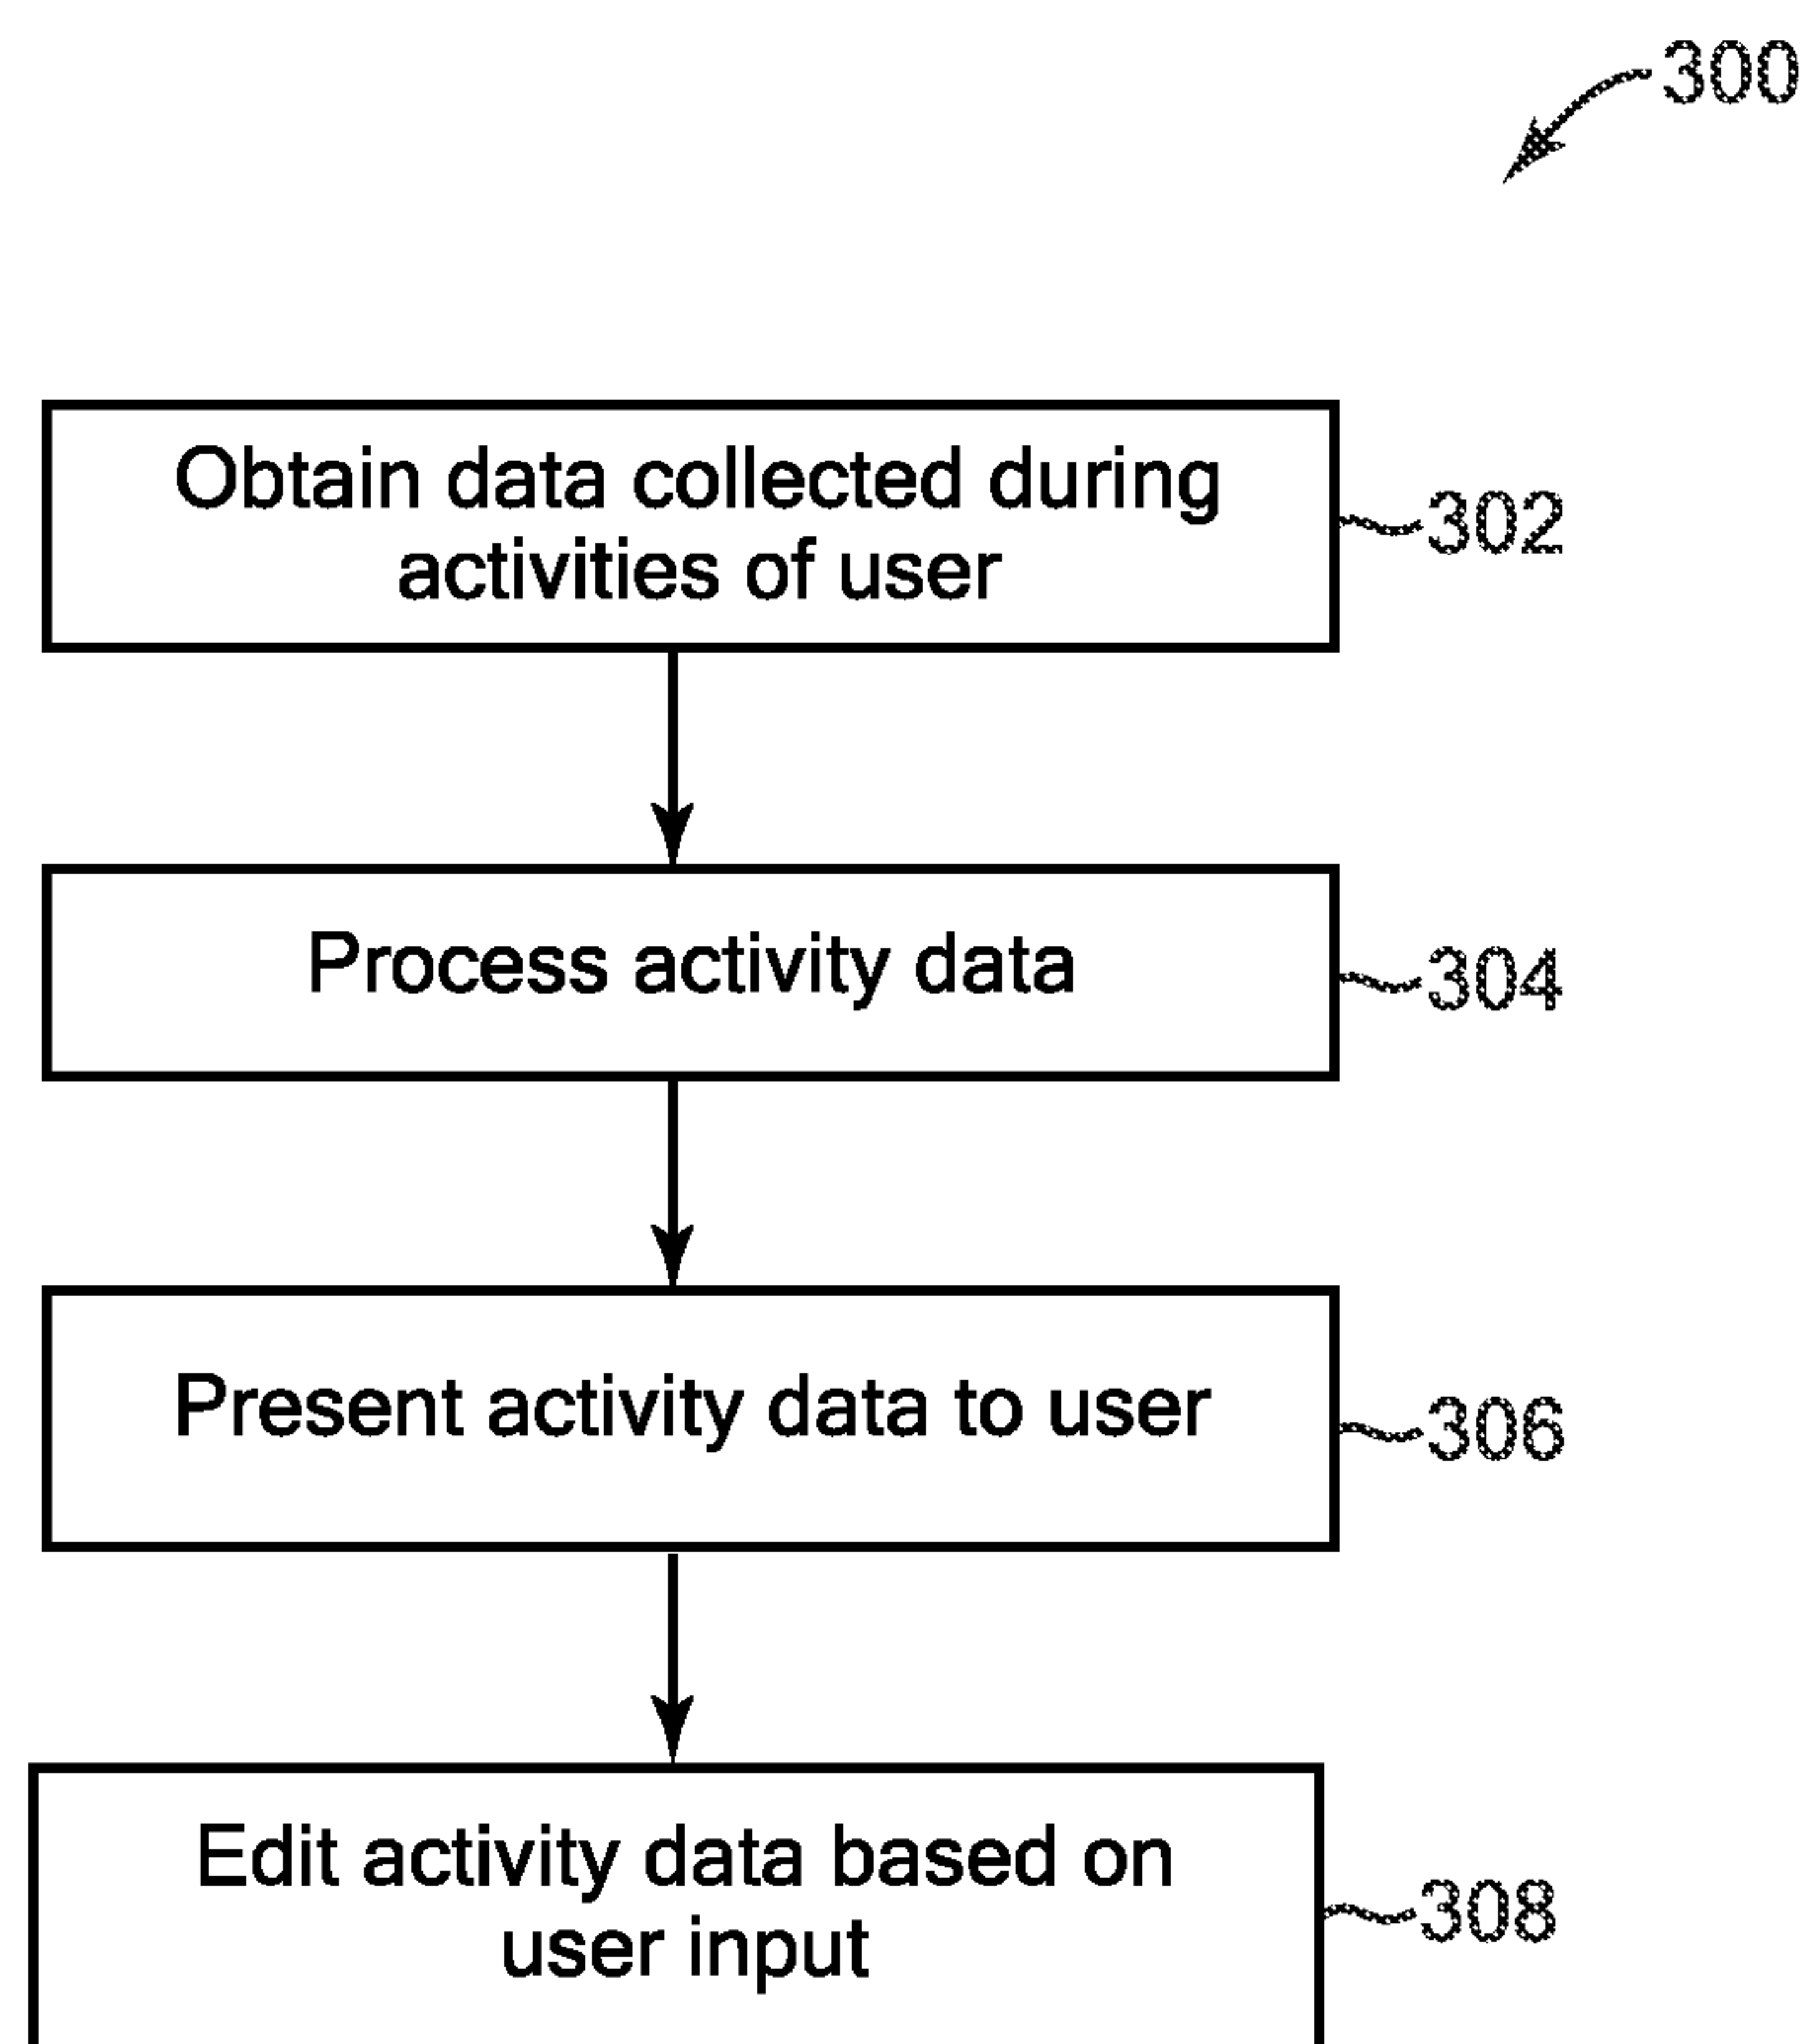 300
Obtain data collected during
activities of user
302
Process activity data
304
Present activity data to user
306
Edit activity data based on
user input
308